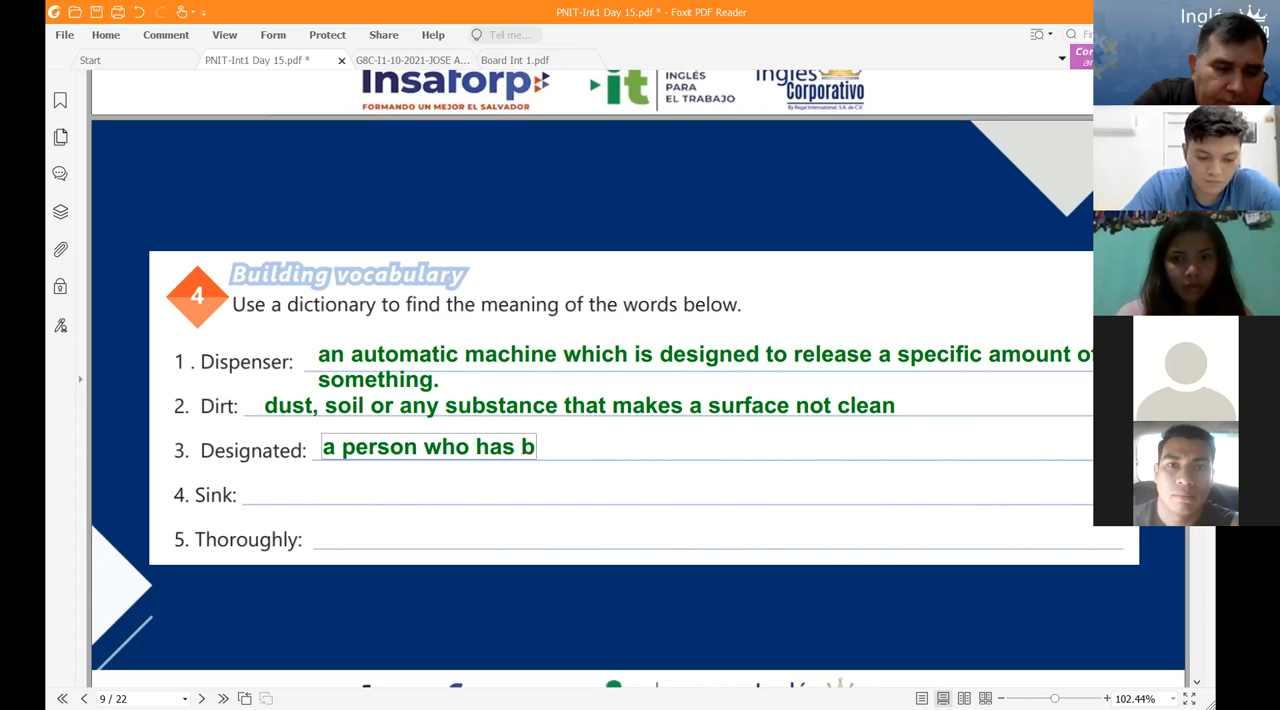 PNIT-Int1 Day 15.pdf * - Foxit PDF Reader
File Home Comment View Form Protect Share Help Tell me...
Start PNIT-Int1 Day 15.pdf * G8C-I1-10-2021-JOSE A... Board Int 1.pdf
Insaforp
FORMANDO UN MEJOR EL SALVADOR
it
INGLÉS
PARA
EL TRABAJO
Inglés
Corporativo
By Regal International, S.A. de C.V.
4
Building vocabulary
Use a dictionary to find the meaning of the words below.
1 . Dispenser: an automatic machine which is designed to release a specific amount of
something.
2. Dirt: dust, soil or any substance that makes a surface not clean
3. Designated: a person who has b
4. Sink:
5. Thoroughly:
9 / 22
102.44%